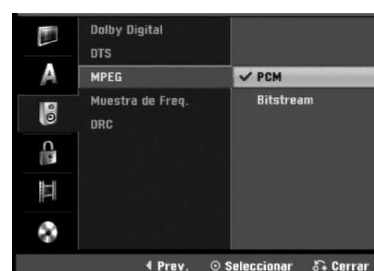 Dolby Digital
DTS
MPEG
✓ PCM
Muestra de Freq.
Bitstream
DRC
A
◀ Prev. ⊙ Seleccionar Cerrar